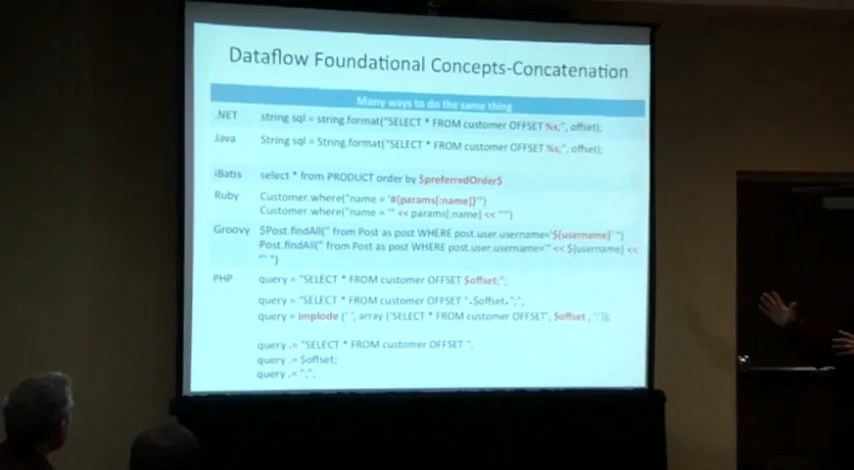 Dataflow Foundational Concepts-Concatenation
Many ways to do the same thing
.NET string sql = string.format("SELECT * FROM customer OFFSET %s;", offset);
Java String sql = String.format("SELECT * FROM customer OFFSET %s;", offset);
iBatis select * from PRODUCT order by $preferredOrder$
Ruby Customer.where("name = '#{params[:name]}'")
Customer.where("name = '" << params[:name] << "'")
Groovy $Post.findAll(" from Post as post WHERE post.user.username='${username}' ")
Post.findAll(" from Post as post WHERE post.user.username='" << ${username} <<
"' ")
PHP query = "SELECT * FROM customer OFFSET $offset;";
query = "SELECT * FROM customer OFFSET ".$offset.";";
query = implode (' ', array ('SELECT * FROM customer OFFSET', $offset , ';'));
query .= "SELECT * FROM customer OFFSET ";
query .= $offset;
query .= ";";